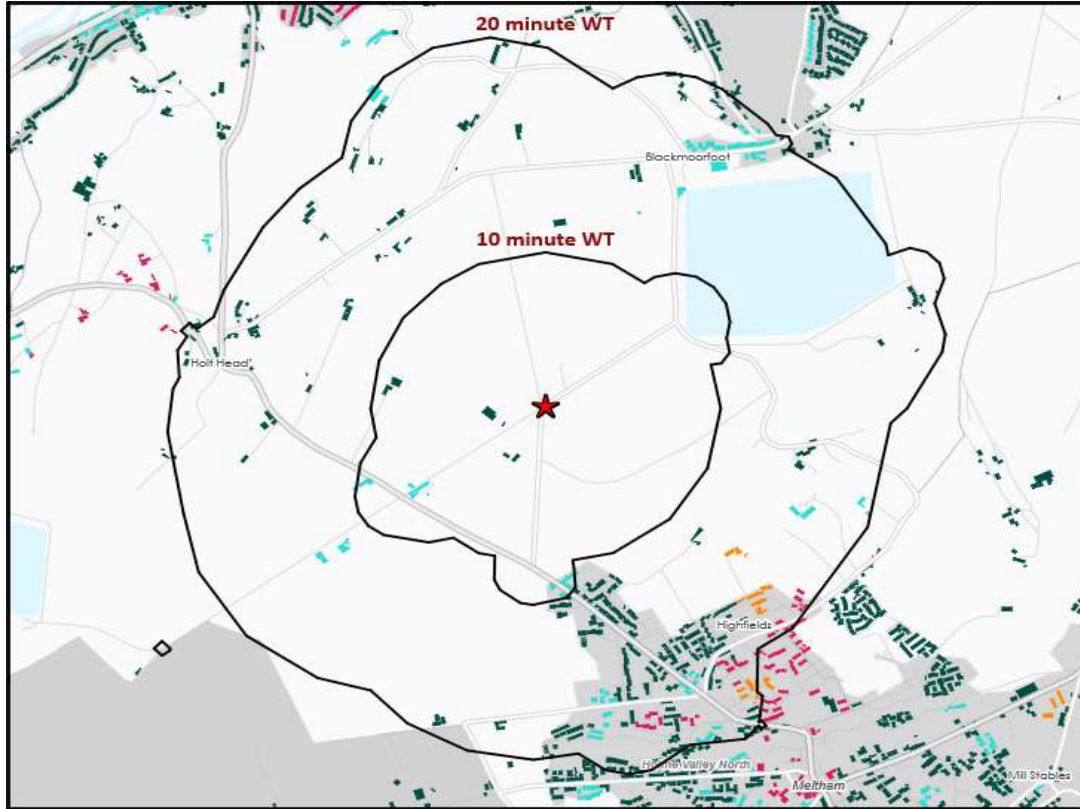 20 minute WT
Blackmoorfoot
10 minute WT
Holt Head
Highfields
Holme Valley North
Mill Stables
Meltham